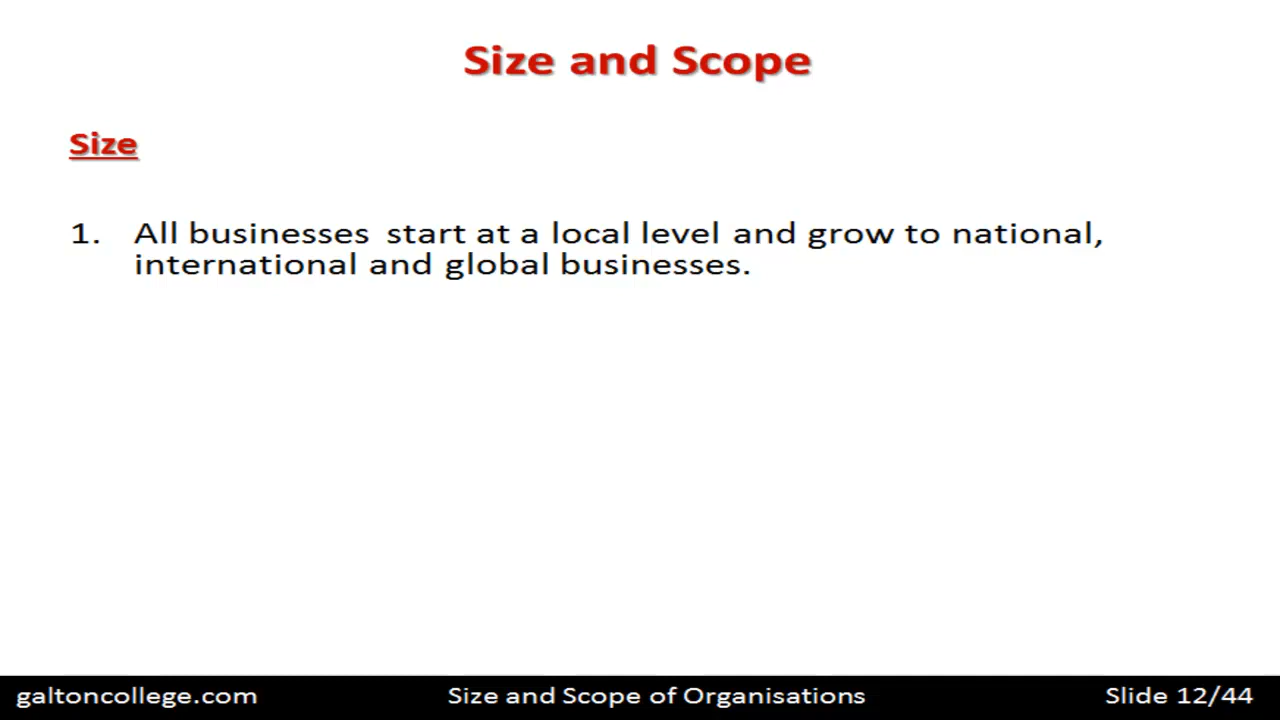 Size and Scope
Size
1. All businesses start at a local level and grow to national,
international and global businesses.
galtoncollege.com Size and Scope of Organisations Slide 12/44